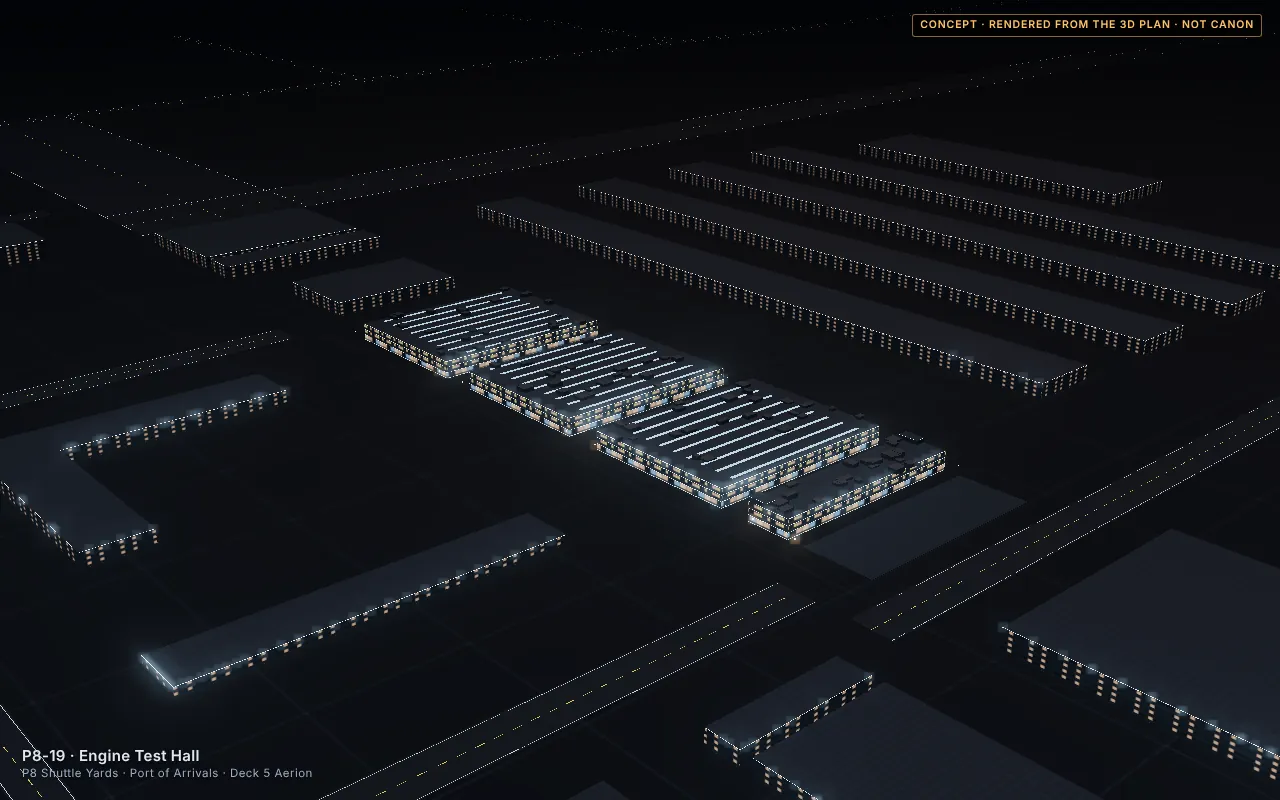 CONCEPT · RENDERED FROM THE 3D PLAN · NOT CANON
P8-19 · Engine Test Hall
P8 Shuttle Yards · Port of Arrivals · Deck 5 Aerion